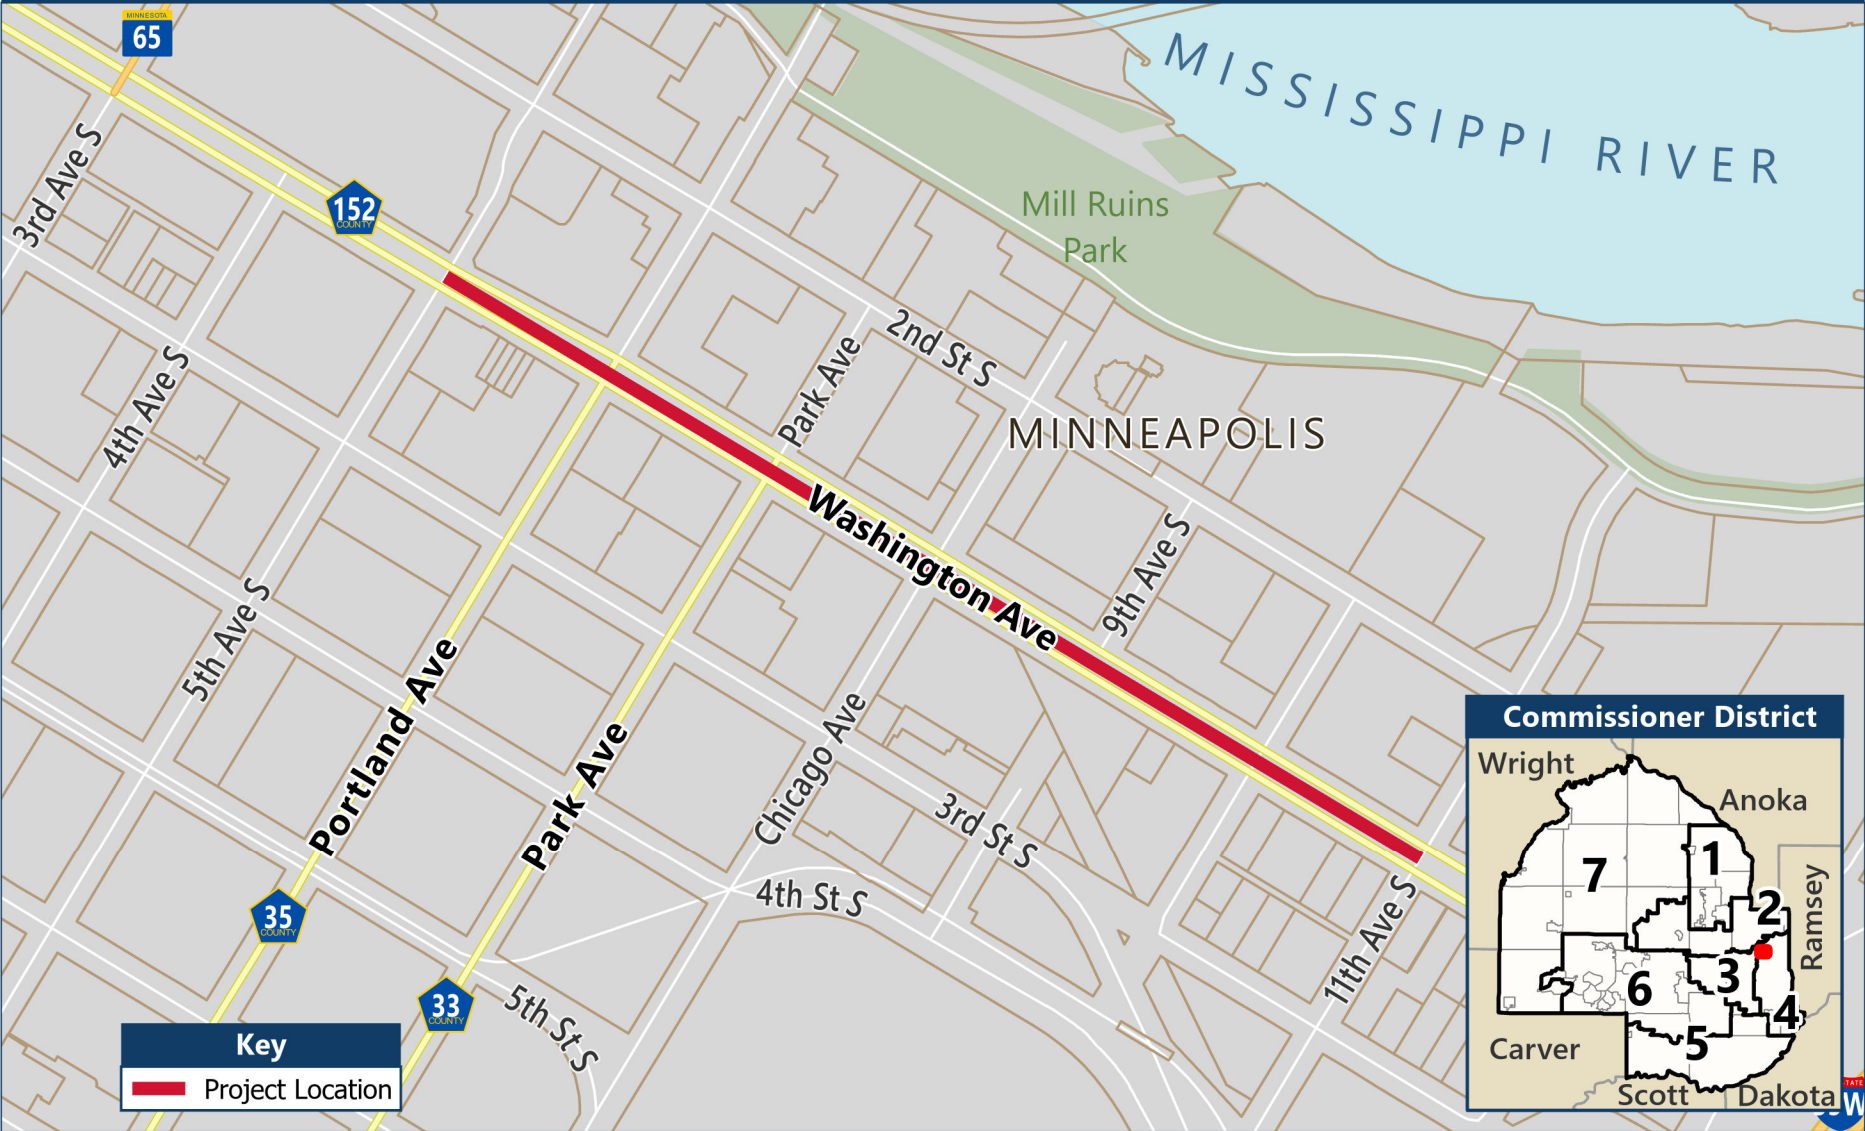 MINNESOTA
65
MISSISSIPPI RIVER
3rd Ave S
152
COUNTY
Mill Ruins
Park
2nd St S
Park Ave
4th Ave S
MINNEAPOLIS
Washington Ave
9th Ave S
5th Ave S
Portland Ave
Park Ave
Chicago Ave
3rd St S
4th St S
11th Ave S
35
COUNTY
33
COUNTY
5th St S
Key
Project Location
Commissioner District
Wright
Anoka
7
1
2
Ramsey
6
3
4
5
Carver
Scott
Dakota